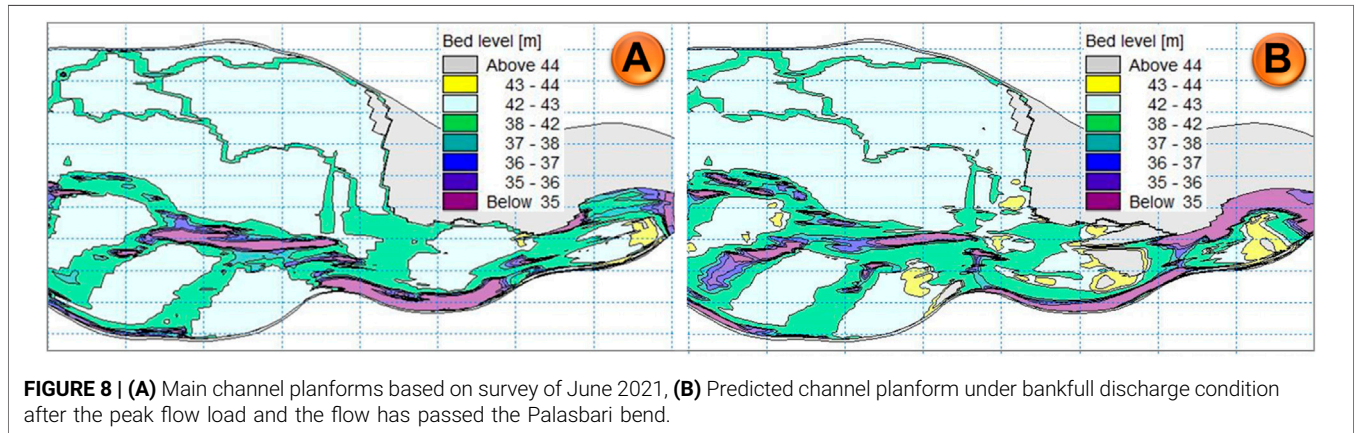 Bed level [m]
Above 44
43 - 44
42 - 43
38 - 42
37 - 38
36 - 37
35 - 36
Below 35
A
Bed level [m]
Above 44
43 - 44
42 - 43
38 - 42
37 - 38
36 - 37
35 - 36
Below 35
B
FIGURE 8 | (A) Main channel planforms based on survey of June 2021, (B) Predicted channel planform under bankfull discharge condition
after the peak flow load and the flow has passed the Palasbari bend.